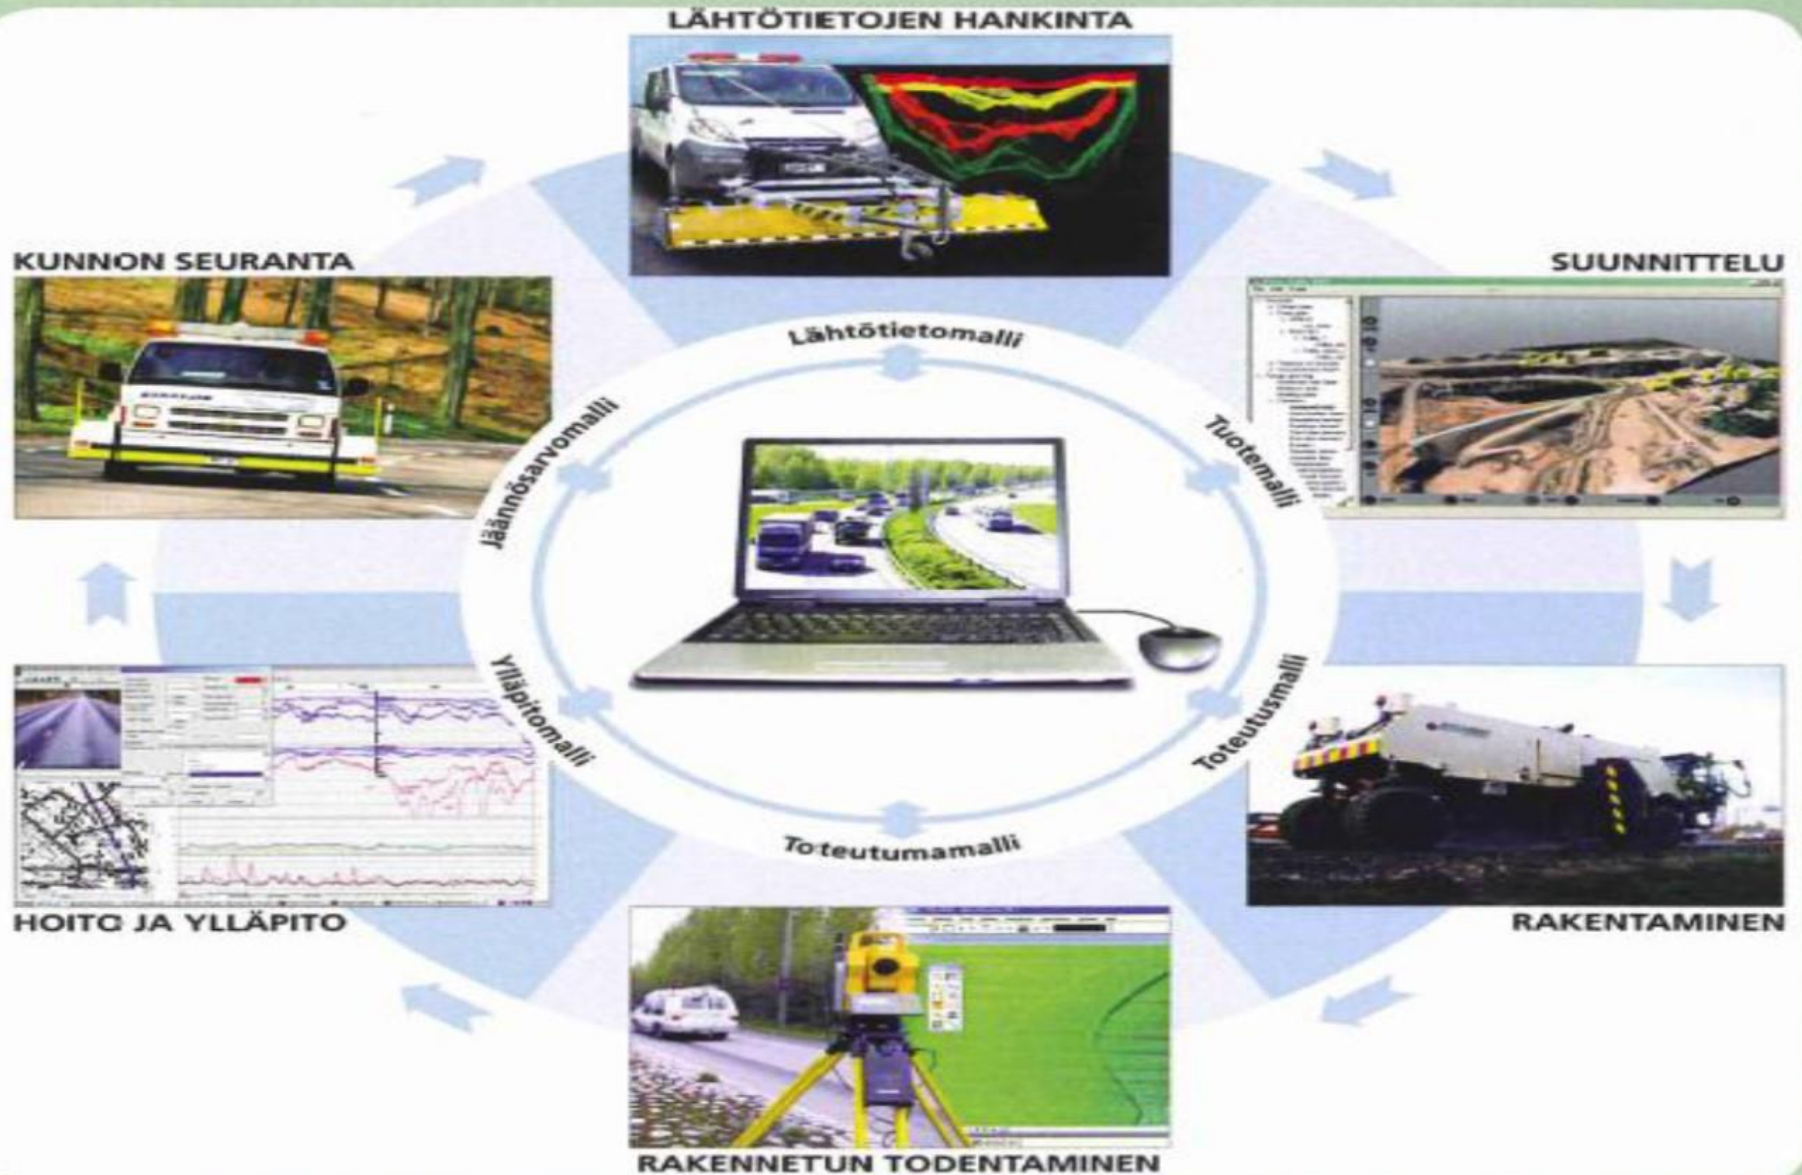 LÄHTÖTIETOJEN HANKINTA
KUNNON SEURANTA
SUUNNITTELU
Lähtötietomalli
Jäännösarvomalli
Tuotemalli
Ylläpitomalli
Toteutusmalli
Toteutumamalli
HOITO JA YLLÄPITO
RAKENTAMINEN
RAKENNETUN TODENTAMINEN